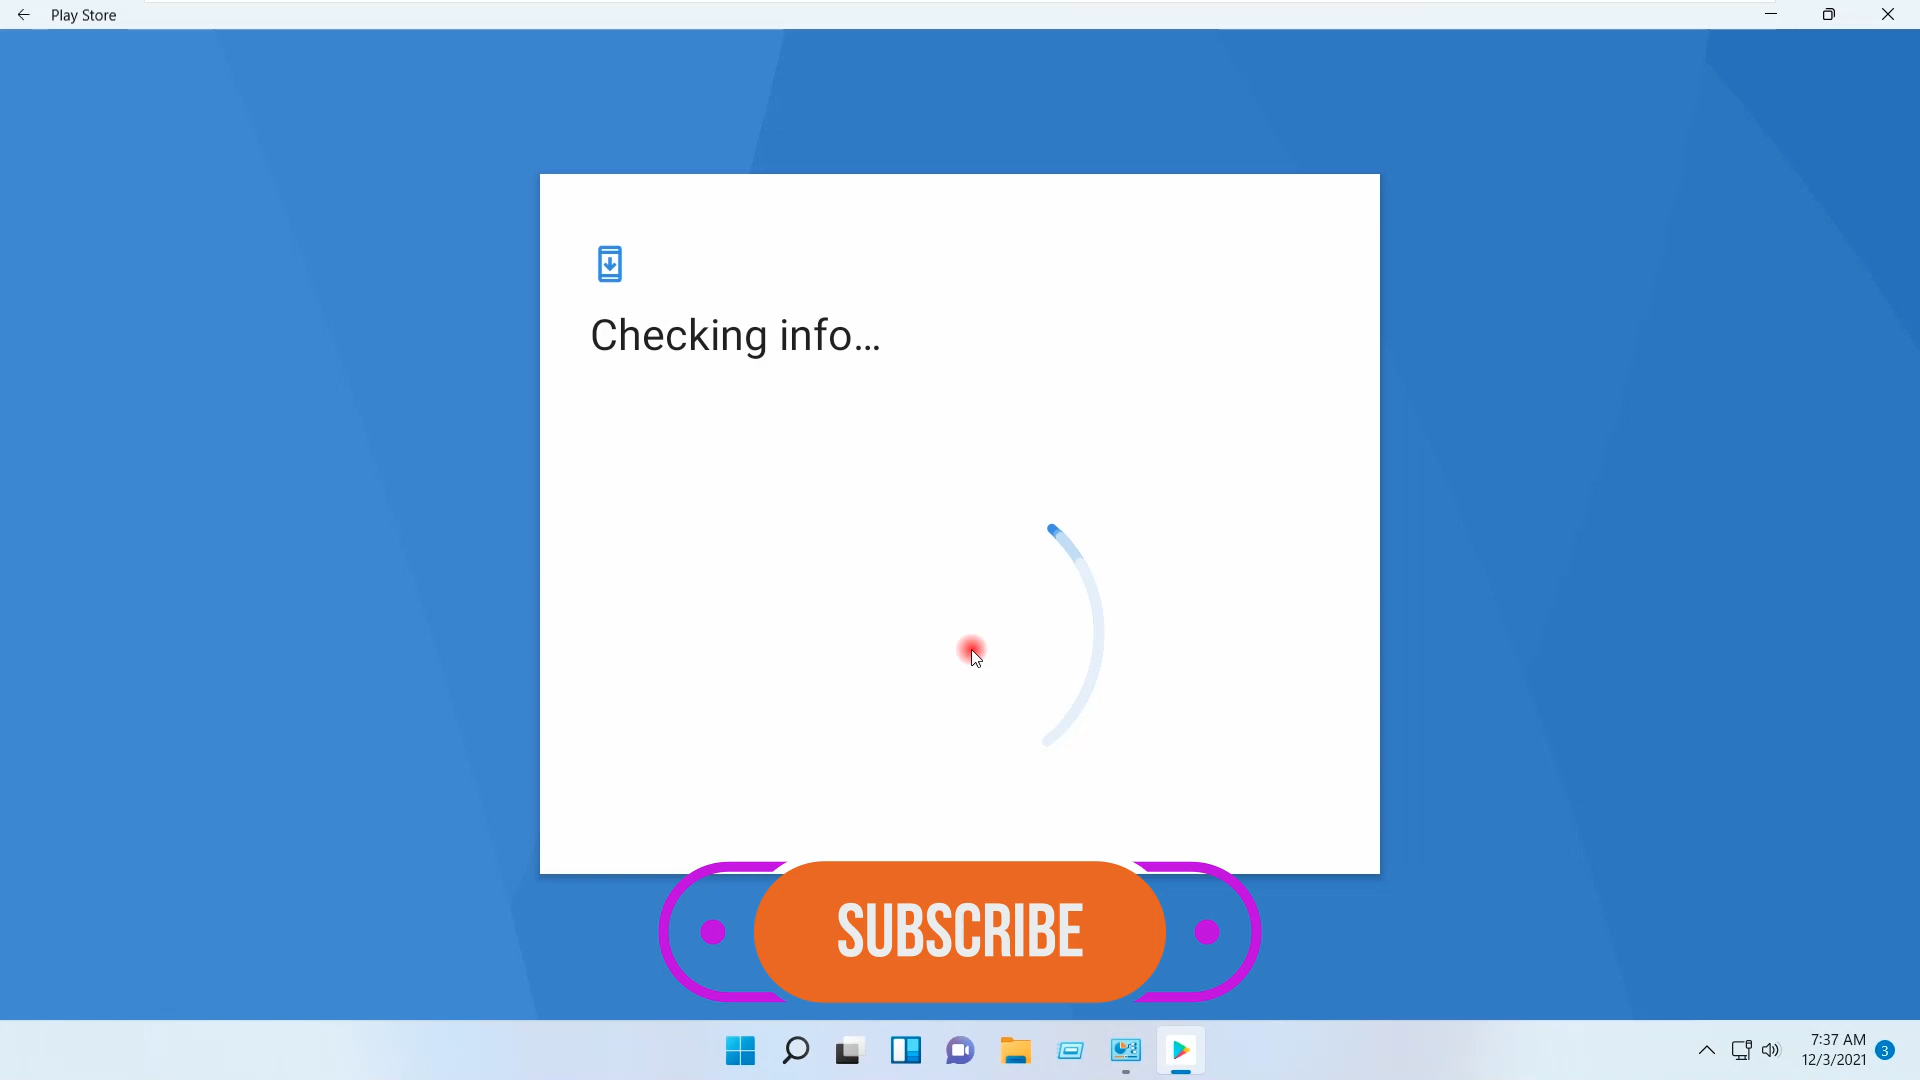 Play Store
Checking info...
SUBSCRIBE
7:37 AM
12/3/2021
3